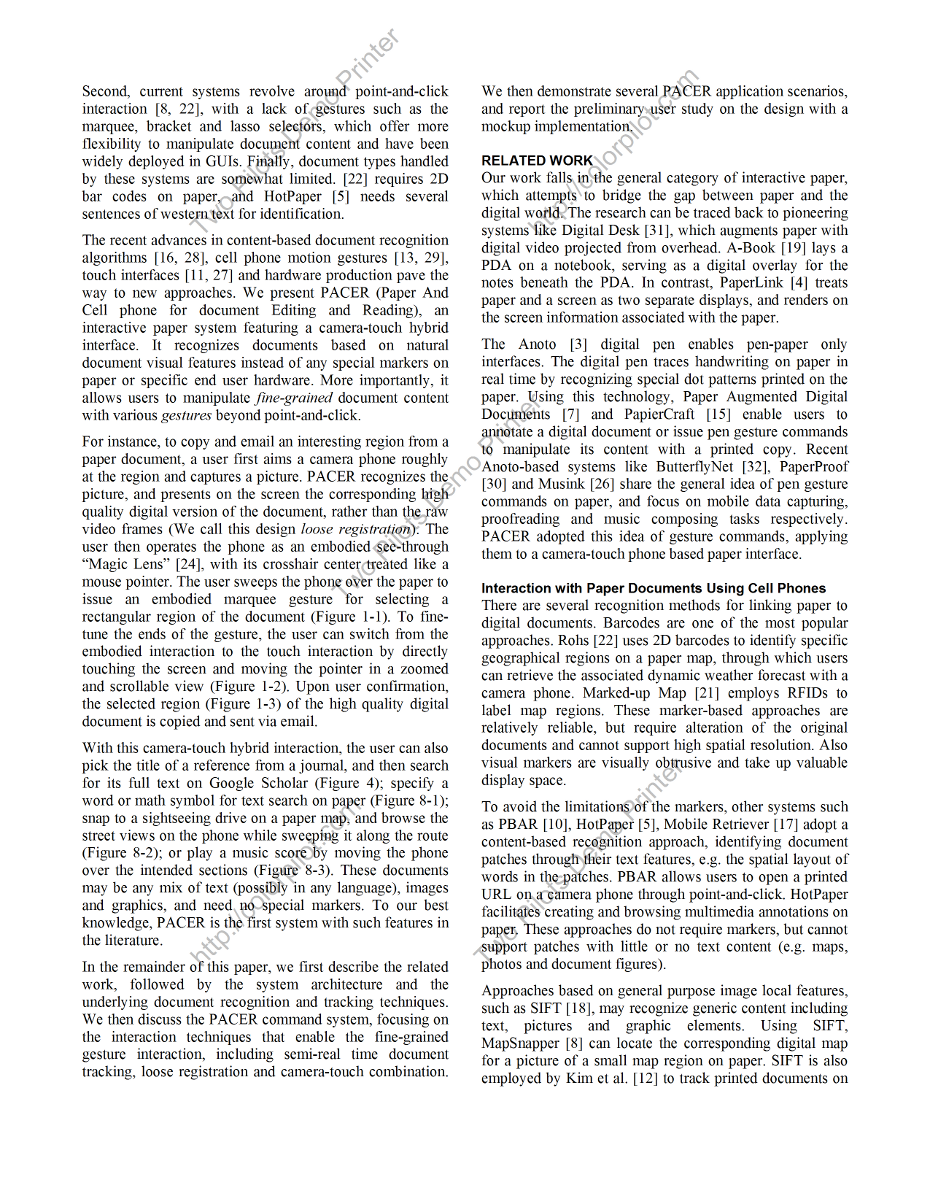 Second, current systems revolve around point-and-click
interaction [8, 22], with a lack of gestures such as the
marquee, bracket and lasso selectors, which offer more
flexibility to manipulate document content and have been
widely deployed in GUIs. Finally, document types handled
by these systems are somewhat limited. [22] requires 2D
bar codes on paper, and HotPaper [5] needs several
sentences of western text for identification.
The recent advances in content-based document recognition
algorithms [16, 28], cell phone motion gestures [13, 29],
touch interfaces [11, 27] and hardware production pave the
way to new approaches. We present PACER (Paper And
Cell phone for document Editing and Reading), an
interactive paper system featuring a camera-touch hybrid
interface. It recognizes documents based on natural
document visual features instead of any special markers on
paper or specific end user hardware. More importantly, it
allows users to manipulate fine-grained document content
with various gestures beyond point-and-click.
For instance, to copy and email an interesting region from a
paper document, a user first aims a camera phone roughly
at the region and captures a picture. PACER recognizes the
picture, and presents on the screen the corresponding high
quality digital version of the document, rather than the raw
video frames (We call this design loose registration). The
user then operates the phone as an embodied see-through
“Magic Lens” [24], with its crosshair center treated like a
mouse pointer. The user sweeps the phone over the paper to
issue an embodied marquee gesture for selecting a
rectangular region of the document (Figure 1-1). To fine-
tune the ends of the gesture, the user can switch from the
embodied interaction to the touch interaction by directly
touching the screen and moving the pointer in a zoomed
and scrollable view (Figure 1-2). Upon user confirmation,
the selected region (Figure 1-3) of the high quality digital
document is copied and sent via email.
With this camera-touch hybrid interaction, the user can also
pick the title of a reference from a journal, and then search
for its full text on Google Scholar (Figure 4); specify a
word or math symbol for text search on paper (Figure 8-1);
snap to a sightseeing drive on a paper map, and browse the
street views on the phone while sweeping it along the route
(Figure 8-2); or play a music score by moving the phone
over the intended sections (Figure 8-3). These documents
may be any mix of text (possibly in any language), images
and graphics, and need no special markers. To our best
knowledge, PACER is the first system with such features in
the literature.
In the remainder of this paper, we first describe the related
work, followed by the system architecture and the
underlying document recognition and tracking techniques.
We then discuss the PACER command system, focusing on
the interaction techniques that enable the fine-grained
gesture interaction, including semi-real time document
tracking, loose registration and camera-touch combination.
We then demonstrate several PACER application scenarios,
and report the preliminary user study on the design with a
mockup implementation.
RELATED WORK
Our work falls in the general category of interactive paper,
which attempts to bridge the gap between paper and the
digital world. The research can be traced back to pioneering
systems like Digital Desk [31], which augments paper with
digital video projected from overhead. A-Book [19] lays a
PDA on a notebook, serving as a digital overlay for the
notes beneath the PDA. In contrast, PaperLink [4] treats
paper and a screen as two separate displays, and renders on
the screen information associated with the paper.
The Anoto [3] digital pen enables pen-paper only
interfaces. The digital pen traces handwriting on paper in
real time by recognizing special dot patterns printed on the
paper. Using this technology, Paper Augmented Digital
Documents [7] and PapierCraft [15] enable users to
annotate a digital document or issue pen gesture commands
to manipulate its content with a printed copy. Recent
Anoto-based systems like ButterflyNet [32], PaperProof
[30] and Musink [26] share the general idea of pen gesture
commands on paper, and focus on mobile data capturing,
proofreading and music composing tasks respectively.
PACER adopted this idea of gesture commands, applying
them to a camera-touch phone based paper interface.
Interaction with Paper Documents Using Cell Phones
There are several recognition methods for linking paper to
digital documents. Barcodes are one of the most popular
approaches. Rohs [22] uses 2D barcodes to identify specific
geographical regions on a paper map, through which users
can retrieve the associated dynamic weather forecast with a
camera phone. Marked-up Map [21] employs RFIDs to
label map regions. These marker-based approaches are
relatively reliable, but require alteration of the original
documents and cannot support high spatial resolution. Also
visual markers are visually obtrusive and take up valuable
display space.
To avoid the limitations of the markers, other systems such
as PBAR [10], HotPaper [5], Mobile Retriever [17] adopt a
content-based recognition approach, identifying document
patches through their text features, e.g. the spatial layout of
words in the patches. PBAR allows users to open a printed
URL on a camera phone through point-and-click. HotPaper
facilitates creating and browsing multimedia annotations on
paper. These approaches do not require markers, but cannot
support patches with little or no text content (e.g. maps,
photos and document figures).
Approaches based on general purpose image local features,
such as SIFT [18], may recognize generic content including
text, pictures and graphic elements. Using SIFT,
MapSnapper [8] can locate the corresponding digital map
for a picture of a small map region on paper. SIFT is also
employed by Kim et al. [12] to track printed documents on
Two Pilots Demo Printer
http://colorpilot.com
Two Pilots Demo Printer
http://colorpilot.com
Two Pilots Demo Printer